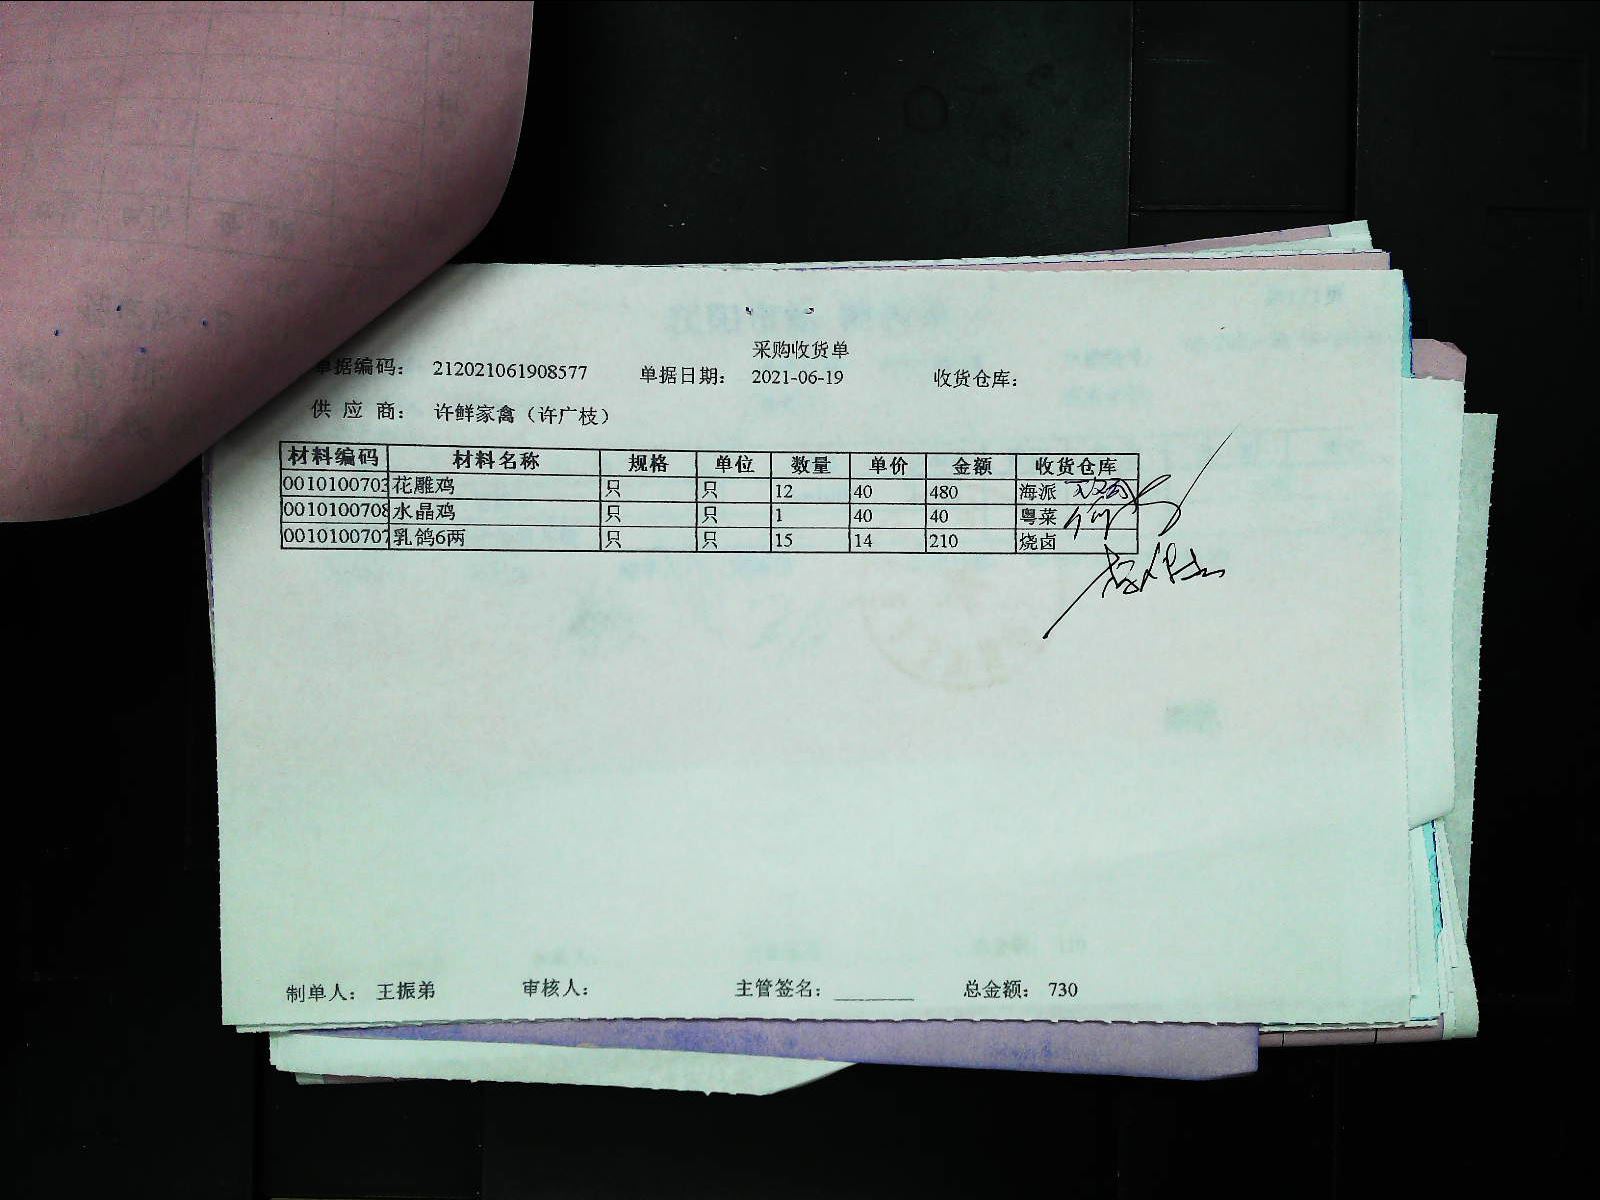 采购收货单
单据编码： 212021061908577 单据日期： 2021-06-19 收货仓库：
供 应 商： 许鲜家禽（许广枝）
材料编码 材料名称 规格 单位 数量 单价 金额 收货仓库
0010100703 花雕鸡 只 只 12 40 480 海派
0010100708 水晶鸡 只 只 1 40 40 粤菜
0010100707 乳鸽6两 只 只 15 14 210 烧卤
制单人： 王振弟 审核人： 主管签名： 总金额： 730